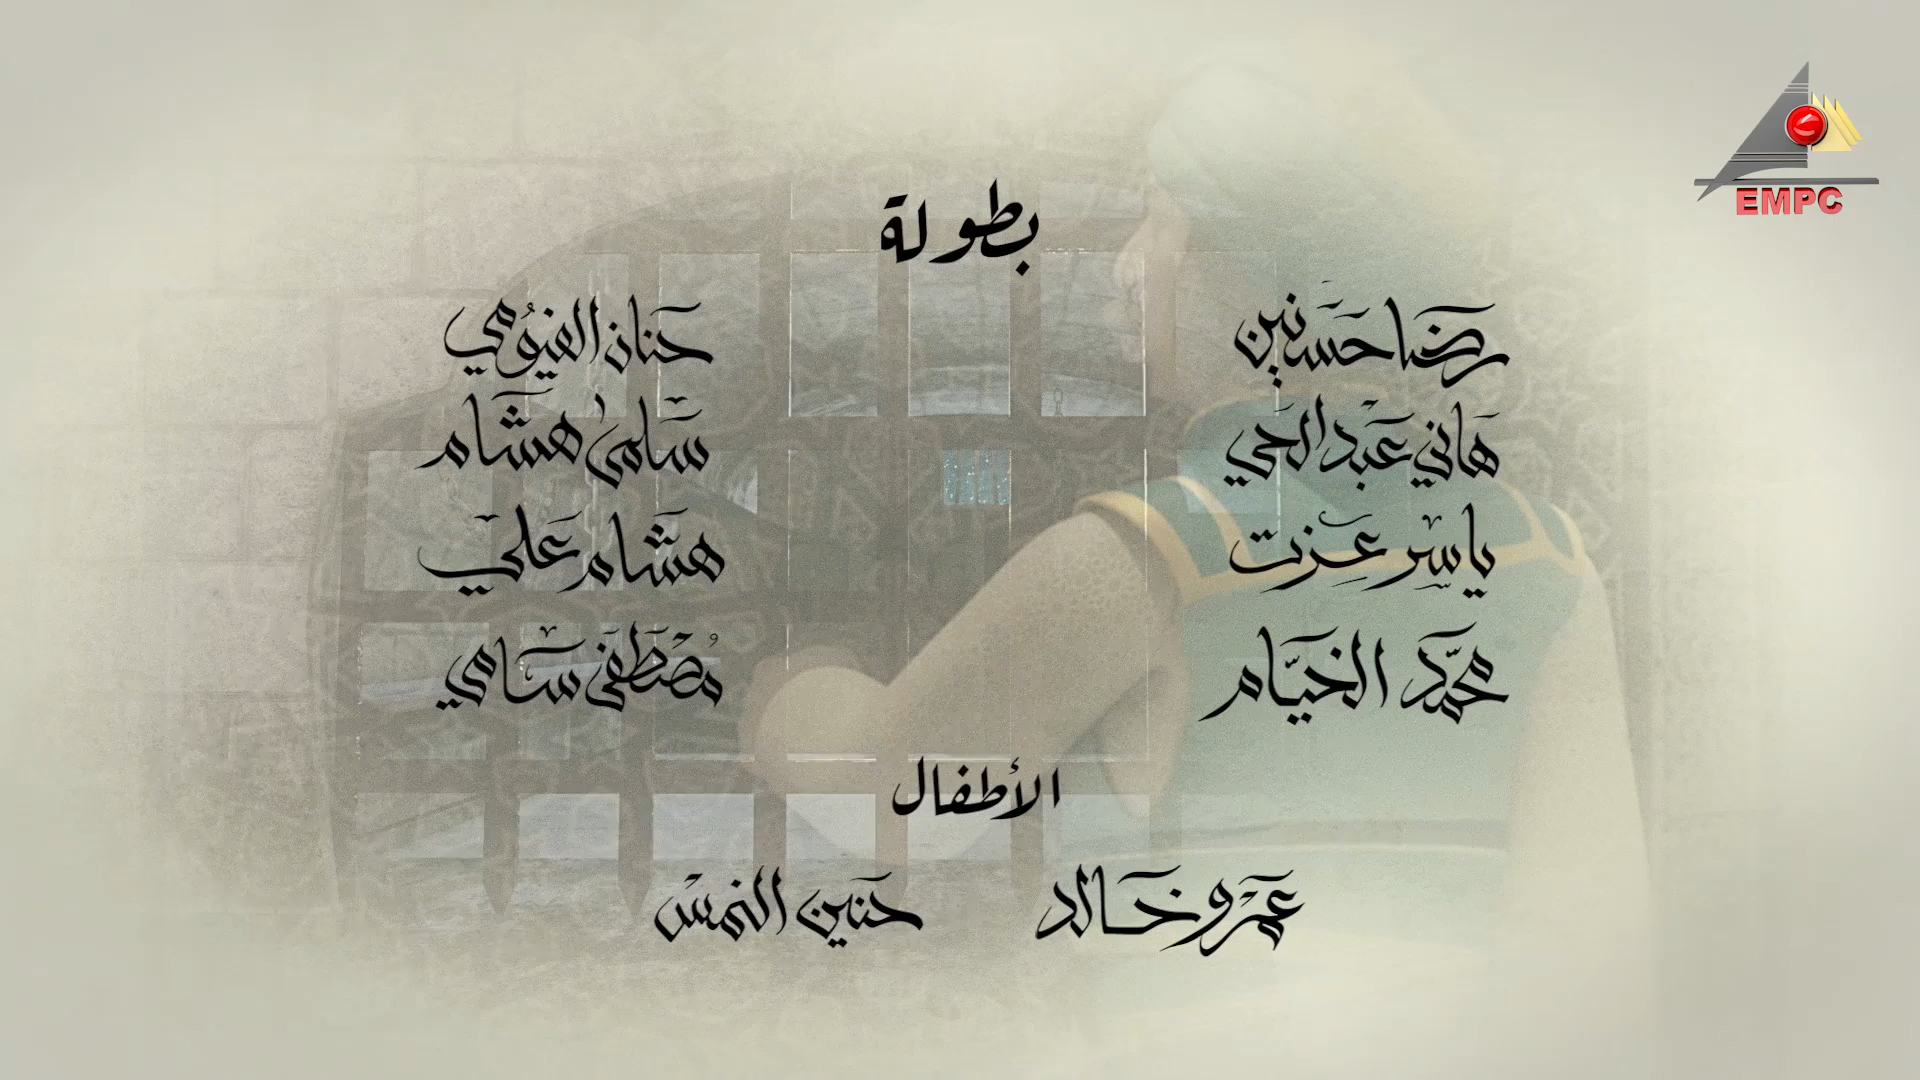 EMPC
بطولة
رضا حسنين حنان الفيومي
هاني عبد الحي سلمى هشام
ياسر عزت هشام علي
محمد الخيام مصطفى سامي
الأطفال
عمرو خالد حنين النمس